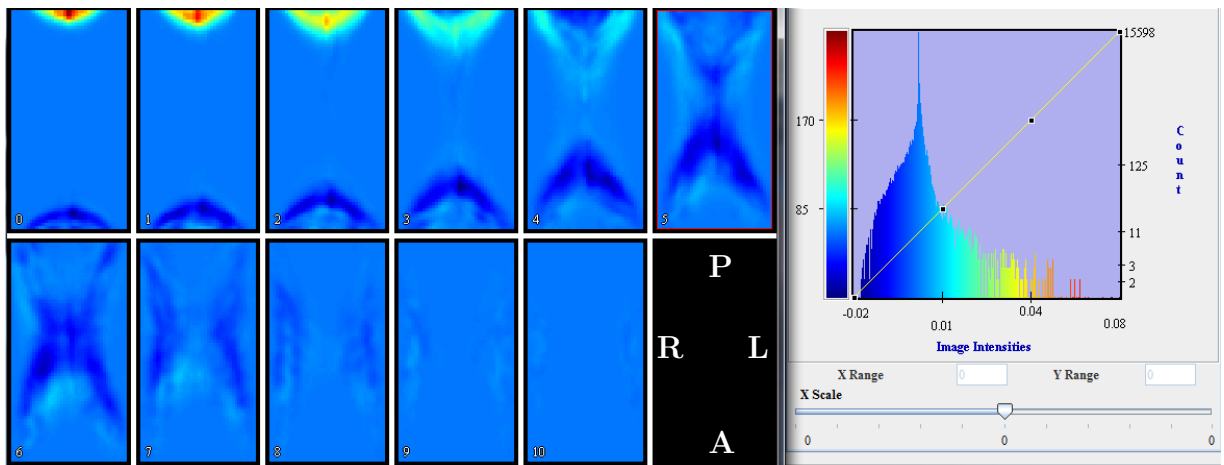 0 1 2 3 4 5
6 7 8 9 10
P
R L
A
15598
170
125
85
11
3
2
C
o
u
n
t
-0.02 0.01 0.04 0.08
Image Intensities
X Range 0 Y Range 0
X Scale
0 0 0